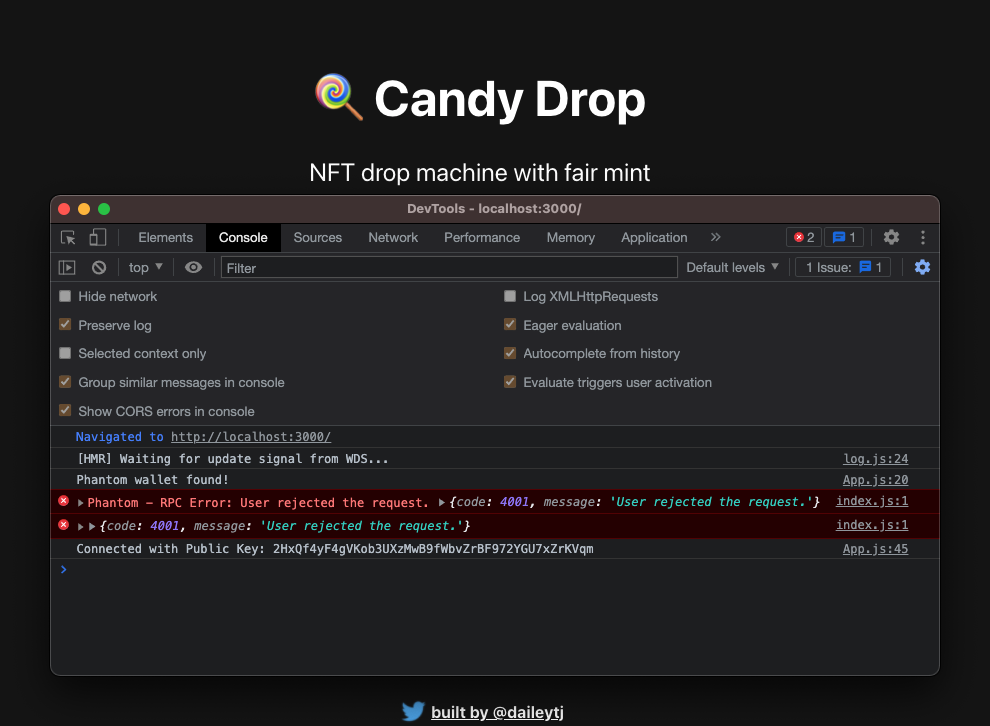 Candy Drop
NFT drop machine with fair mint
DevTools - localhost:3000/
Elements Console Sources Network Performance Memory Application » 2 1
top ▼ Filter Default levels ▼ 1 Issue: 1
Hide network Log XMLHttpRequests
Preserve log Eager evaluation
Selected context only Autocomplete from history
Group similar messages in console Evaluate triggers user activation
Show CORS errors in console
Navigated to http://localhost:3000/
[HMR] Waiting for update signal from WDS... log.js:24
Phantom wallet found! App.js:20
Phantom - RPC Error: User rejected the request. {code: 4001, message: 'User rejected the request.'} index.js:1
{code: 4001, message: 'User rejected the request.'} index.js:1
Connected with Public Key: 2HxQf4yF4gVKob3UXzMwB9fWbvZrBF972YGU7xZrKVqm App.js:45
built by @daileytj